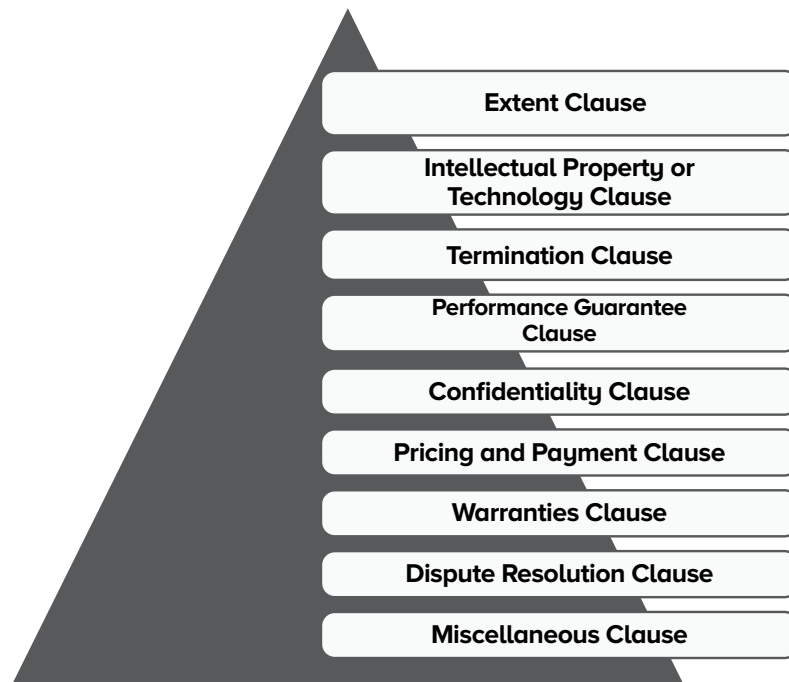 Extent Clause
Intellectual Property or
Technology Clause
Termination Clause
Performance Guarantee
Clause
Confidentiality Clause
Pricing and Payment Clause
Warranties Clause
Dispute Resolution Clause
Miscellaneous Clause